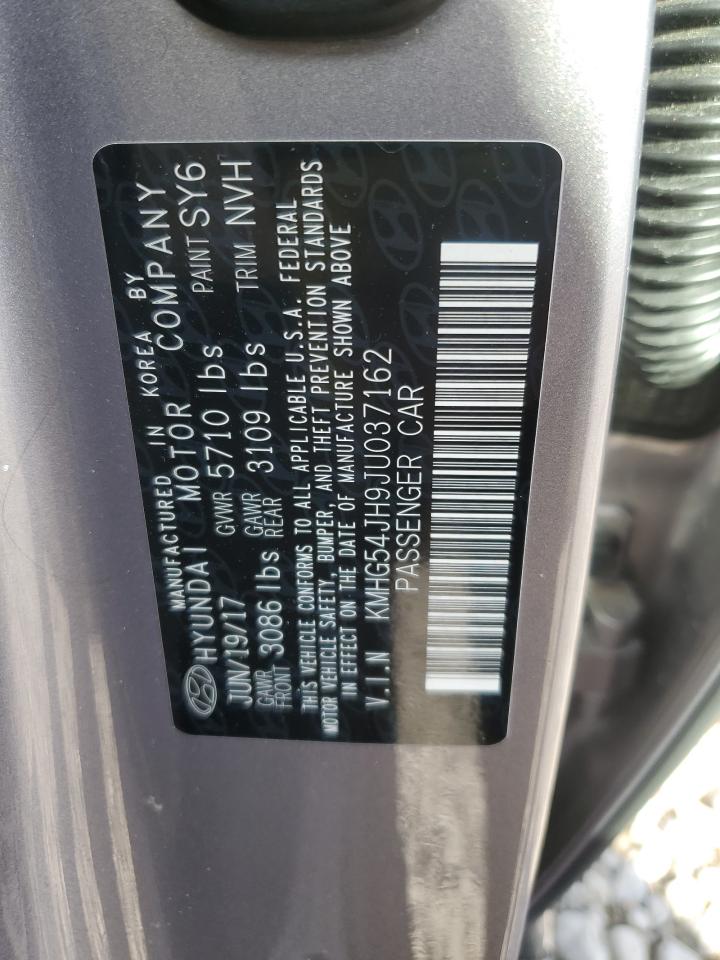 MANUFACTURED IN KOREA BY
HYUNDAI MOTOR COMPANY
JUN/19/17 GVWR 5710 lbs PAINT SY6
GAWR FRONT 3086 lbs GAWR REAR 3109 lbs TRIM NVH
THIS VEHICLE CONFORMS TO ALL APPLICABLE U.S.A. FEDERAL
MOTOR VEHICLE SAFETY, BUMPER, AND THEFT PREVENTION STANDARDS
IN EFFECT ON THE DATE OF MANUFACTURE SHOWN ABOVE
V.I.N KMHG54JH9JU037162
PASSENGER CAR